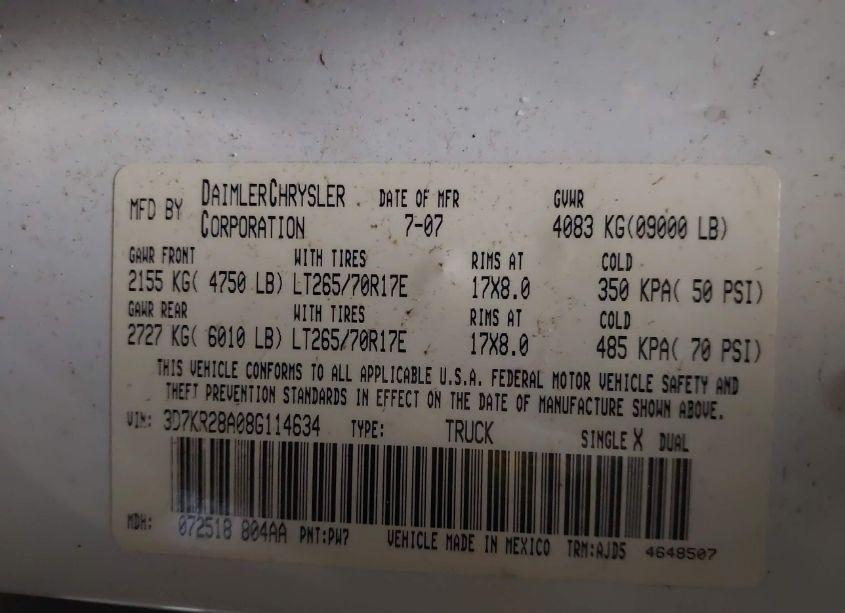 MFD BY DAIMLERCHRYSLER CORPORATION DATE OF MFR 7-07 GVWR 4083 KG(09000 LB)
GAWR FRONT WITH TIRES RIMS AT COLD
2155 KG( 4750 LB) LT265/70R17E 17X8.0 350 KPA( 50 PSI)
GAWR REAR WITH TIRES RIMS AT COLD
2727 KG( 6010 LB) LT265/70R17E 17X8.0 485 KPA( 70 PSI)
THIS VEHICLE CONFORMS TO ALL APPLICABLE U.S.A. FEDERAL MOTOR VEHICLE SAFETY AND
THEFT PREVENTION STANDARDS IN EFFECT ON THE DATE OF MANUFACTURE SHOWN ABOVE.
VIN: 3D7KR28A08G114634 TYPE: TRUCK SINGLE X DUAL
MDH: 072518 804AA PNT:PW7 VEHICLE MADE IN MEXICO TRM:AJD5 4648507